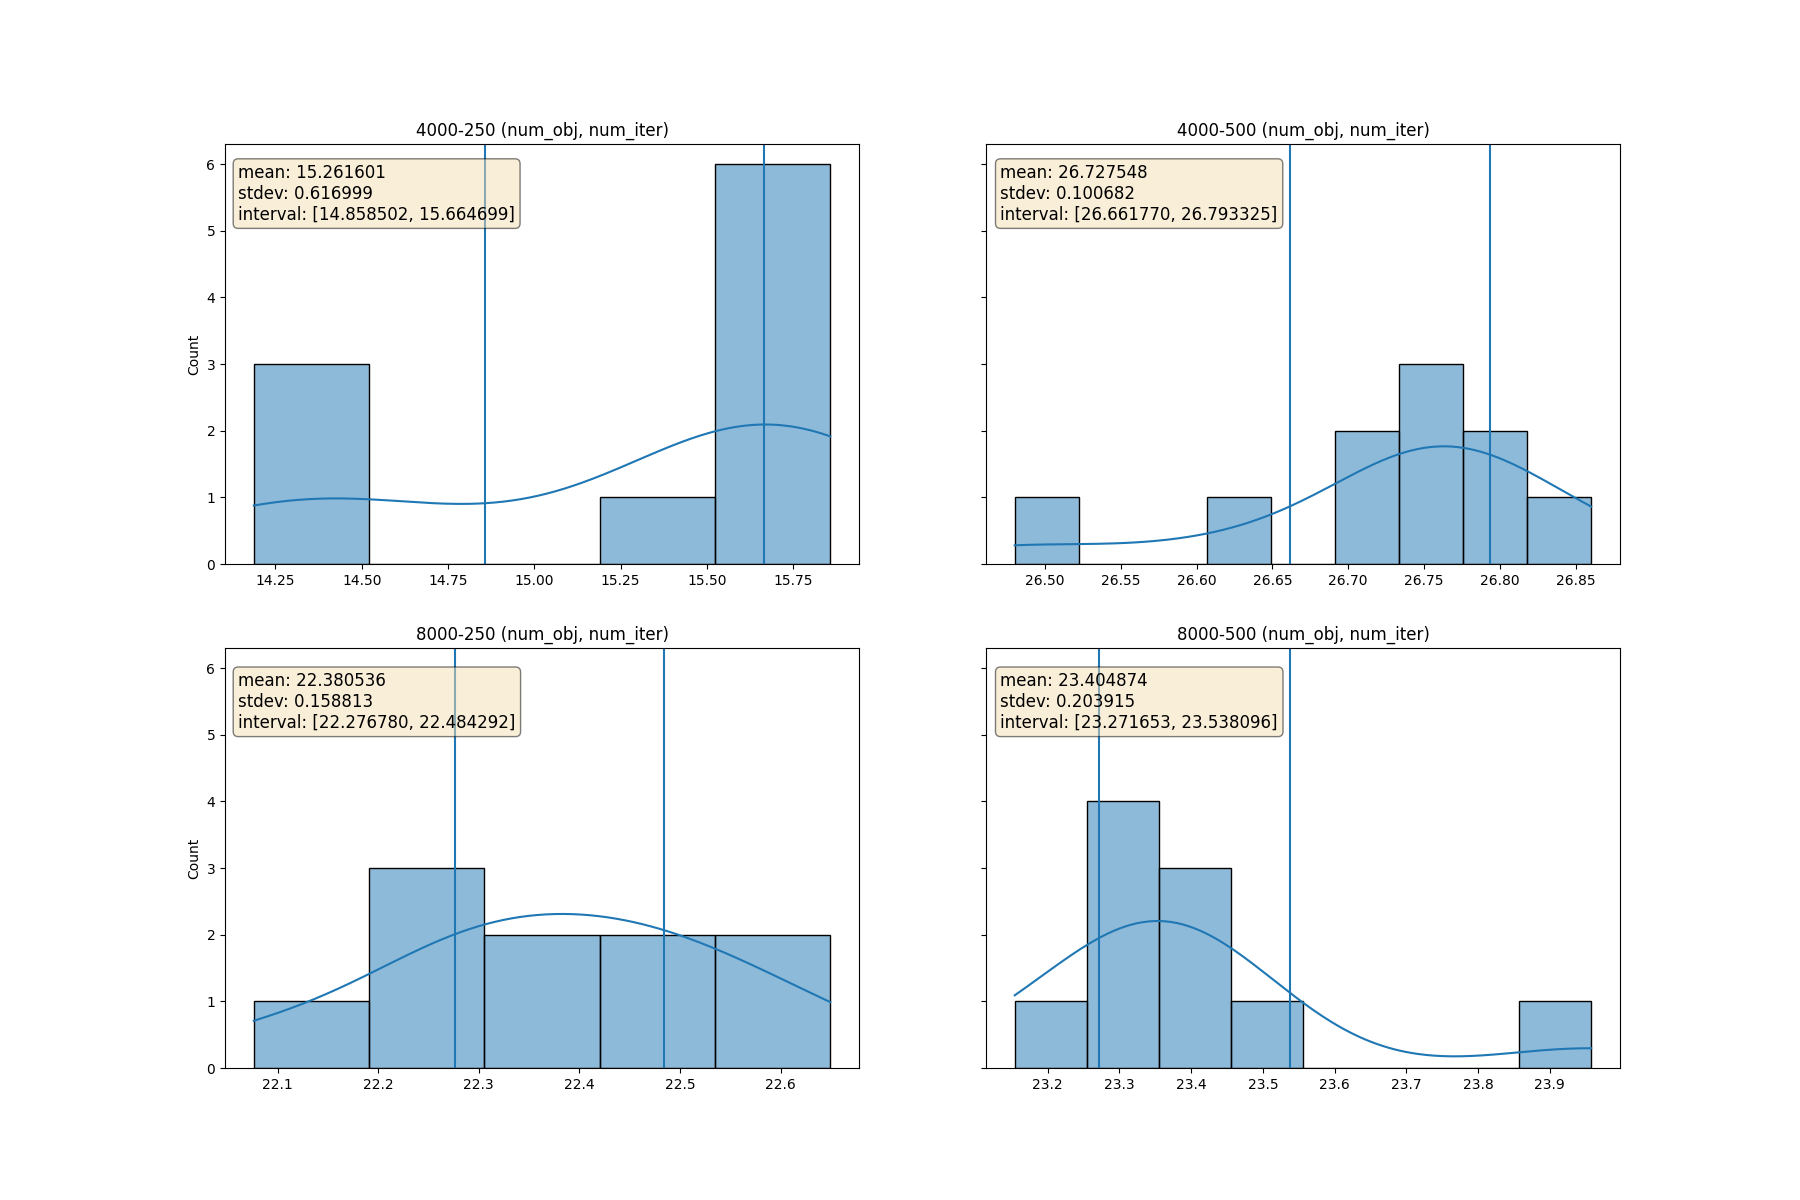 4000-250 (num_obj, num_iter)
mean: 15.261601
stdev: 0.616999
interval: [14.858502, 15.664699]
Count
6
5
4
3
2
1
0
14.25 14.50 14.75 15.00 15.25 15.50 15.75
4000-500 (num_obj, num_iter)
mean: 26.727548
stdev: 0.100682
interval: [26.661770, 26.793325]
26.50 26.55 26.60 26.65 26.70 26.75 26.80 26.85
8000-250 (num_obj, num_iter)
mean: 22.380536
stdev: 0.158813
interval: [22.276780, 22.484292]
Count
6
5
4
3
2
1
0
22.1 22.2 22.3 22.4 22.5 22.6
8000-500 (num_obj, num_iter)
mean: 23.404874
stdev: 0.203915
interval: [23.271653, 23.538096]
23.2 23.3 23.4 23.5 23.6 23.7 23.8 23.9